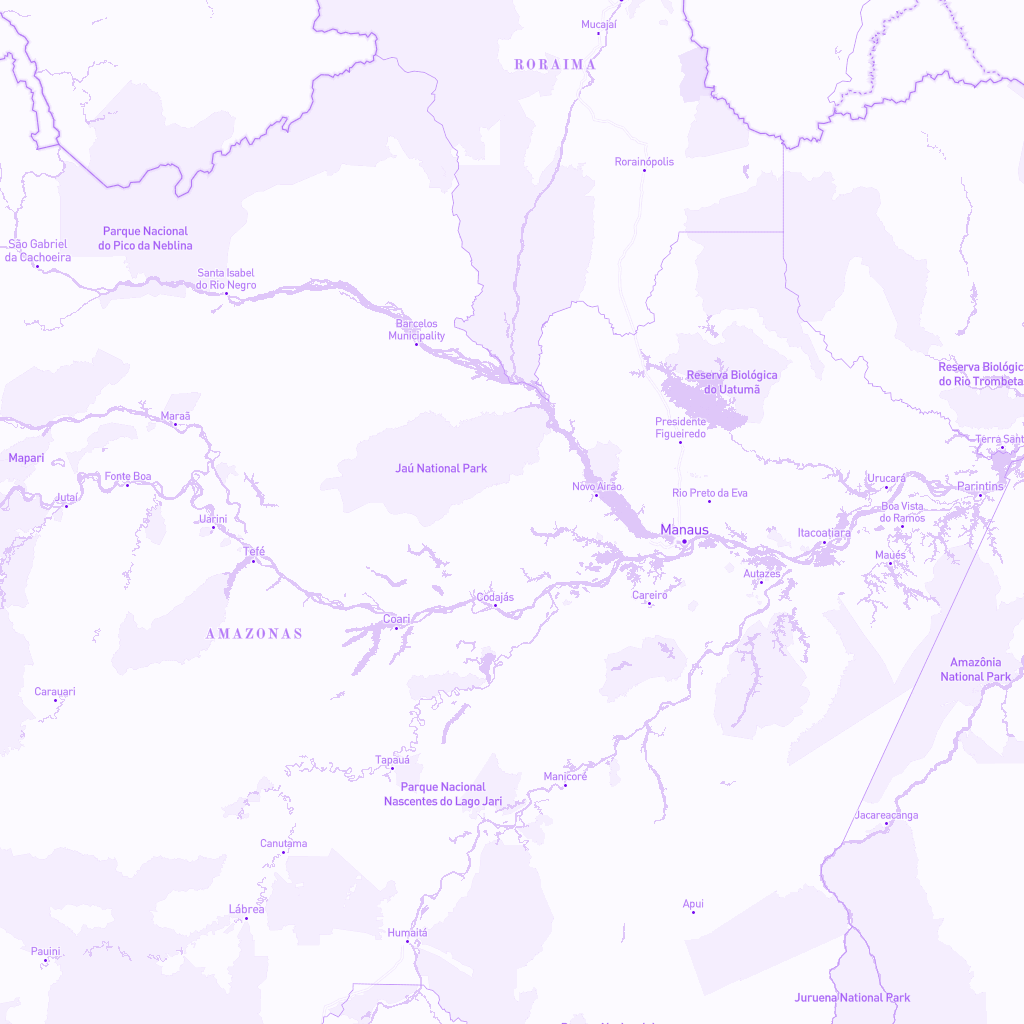 Mucajaí
RORAIMA
Rorainópolis
Parque Nacional
do Pico da Neblina
São Gabriel
da Cachoeira
Santa Isabel
do Rio Negro
Barcelos
Municipality
Reserva Biológica
do Uatumã
Reserva Biológica
do Rio Trombeta
Maraã
Presidente
Figueiredo
Terra Sant
Mapari
Jaú National Park
Fonte Boa
Urucará
Parintins
Jutaí
Novo Airão
Rio Preto da Eva
Boa Vista
do Ramos
Uarini
Manaus
Itacoatiara
Tefé
Maués
Autazes
Codajás
Careiro
Coari
AMAZONAS
Amazônia
National Park
Carauari
Tapauá
Manicoré
Parque Nacional
Nascentes do Lago Jari
Jacareacanga
Canutama
Lábrea
Apui
Humaitá
Pauini
Juruena National Park